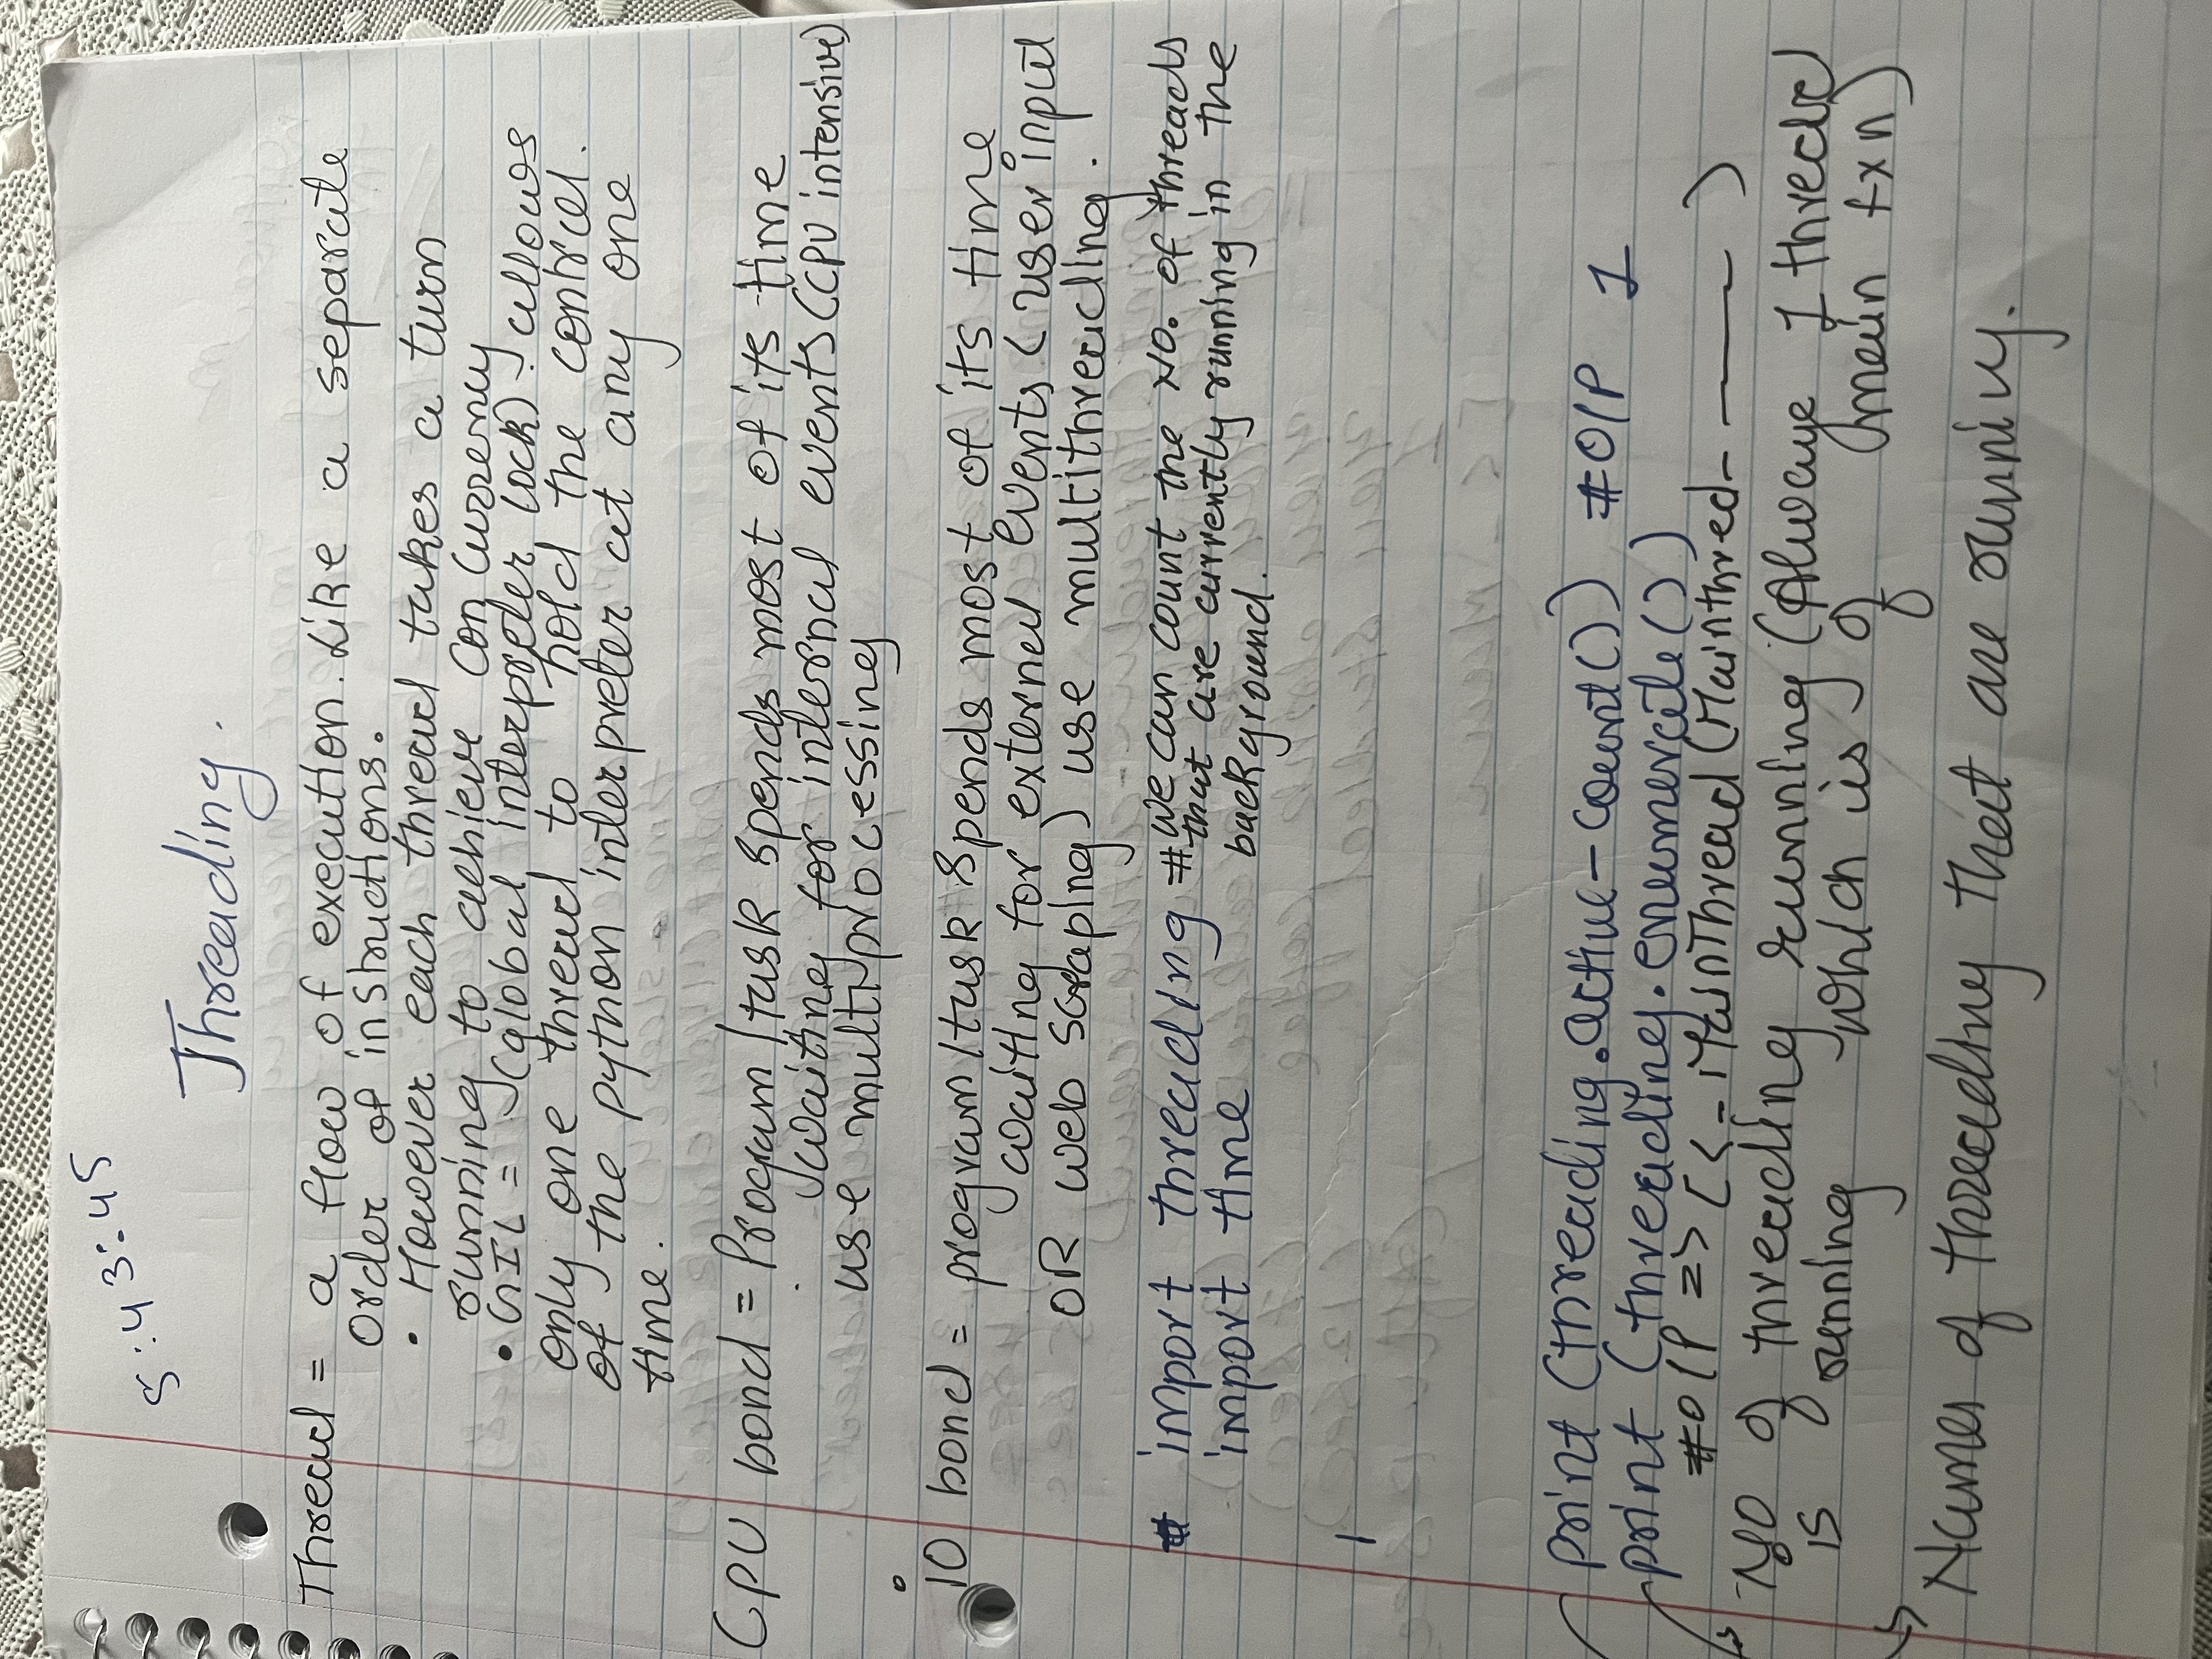 5:43:45
Threading.
Thread = a flow of execution. Like a separate
order of instructions.
• However each thread takes a turn
running to achieve concurrency
• GIL = (global interpreter lock) allows
only one thread to hold the control.
of the python interpreter at any one
time.
CPU bond = Program/task spends most of its time
waiting for internal events (CPU intensive)
use multiprocessing
io bond = program/task spends most of its time
waiting for external events (user input
OR web scraping) use multithreading.
# import threading # we can count the NO. of threads
that are currently running in the
import time
background.
print (threading.active-count()) #O/P 1
print (threading.enumerate())
#O/P => [<_MainThread (Mainthred- ——— )
No of threading running (Always 1 thread
is running which is of main fxn)
Names of threading that are running.